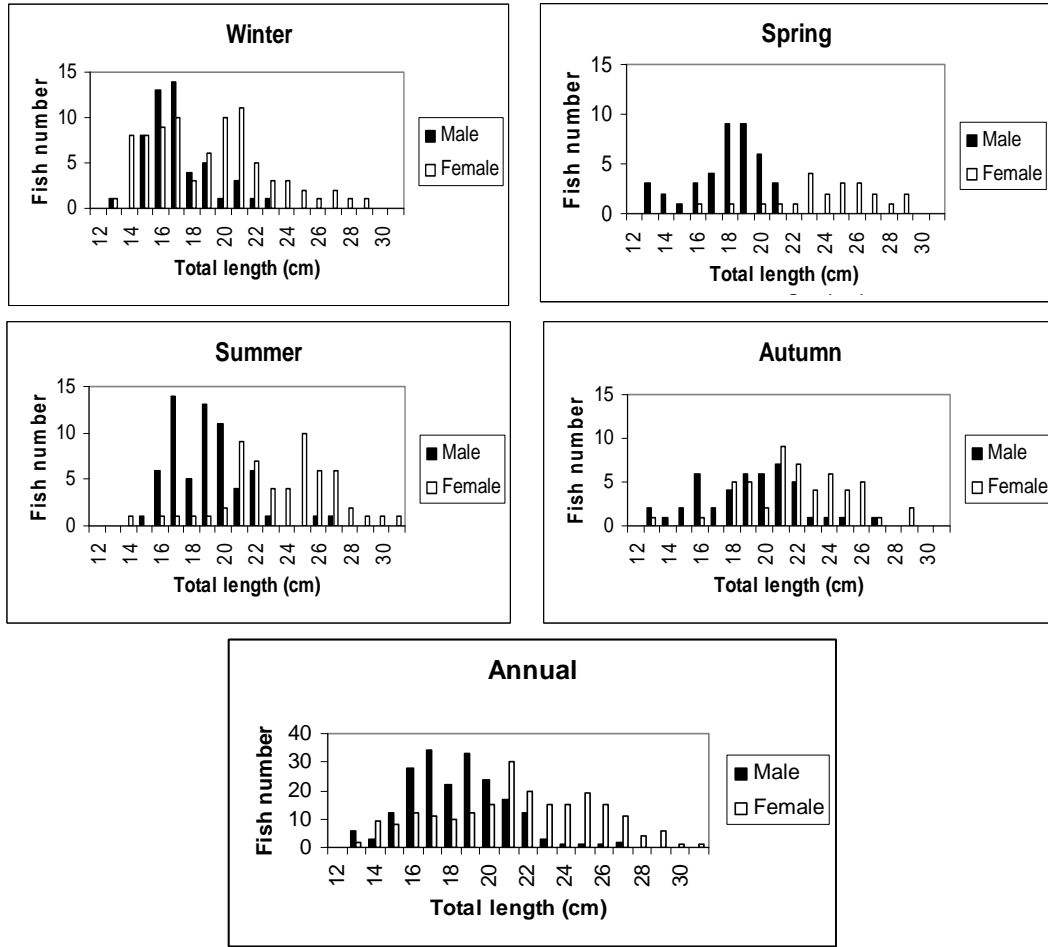 Winter
15
10
5
0
Fish number
12 14 16 18 20 22 24 26 28 30
Total length (cm)
Male
Female
Spring
15
10
5
0
Fish number
12 14 16 18 20 22 24 26 28 30
Total length (cm)
Male
Female
Summer
15
10
5
0
Fish number
12 14 16 18 20 22 24 26 28 30
Total length (cm)
Male
Female
Autumn
15
10
5
0
Fish number
12 14 16 18 20 22 24 26 28 30
Total length (cm)
Male
Female
Annual
40
30
20
10
0
Fish number
12 14 16 18 20 22 24 26 28 30
Total length (cm)
Male
Female